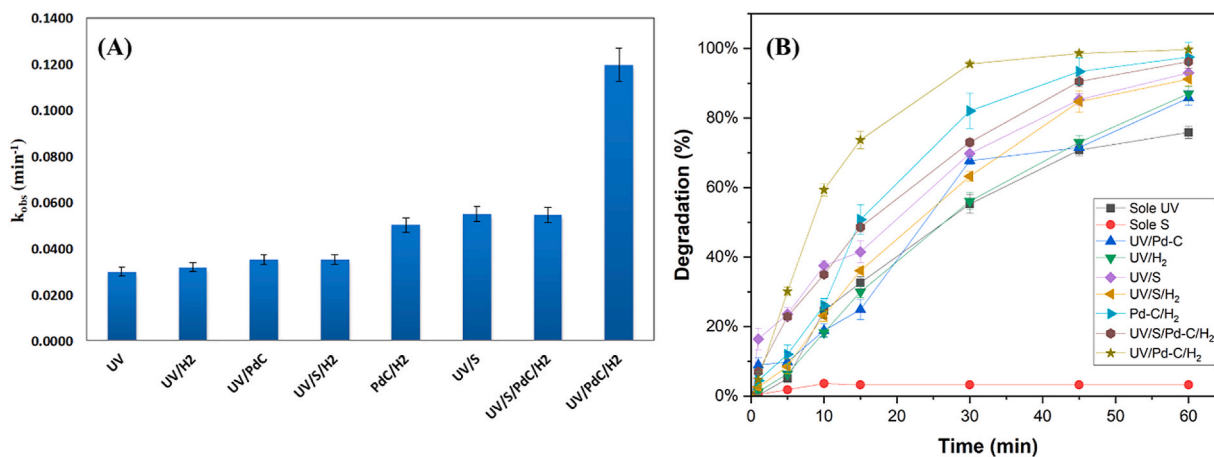 (A)
k_obs (min⁻¹)
0.1400
0.1200
0.1000
0.0800
0.0600
0.0400
0.0200
0.0000
UV
UV/H2
UV/PdC
UV/S/H2
PdC/H2
UV/S
UV/S/PdC/H2
UV/PdC/H2
(B)
Degradation (%)
100%
80%
60%
40%
20%
0%
Sole UV
Sole S
UV/Pd-C
UV/H₂
UV/S
UV/S/H₂
Pd-C/H₂
UV/S/Pd-C/H₂
UV/Pd-C/H₂
0 10 20 30 40 50 60
Time (min)